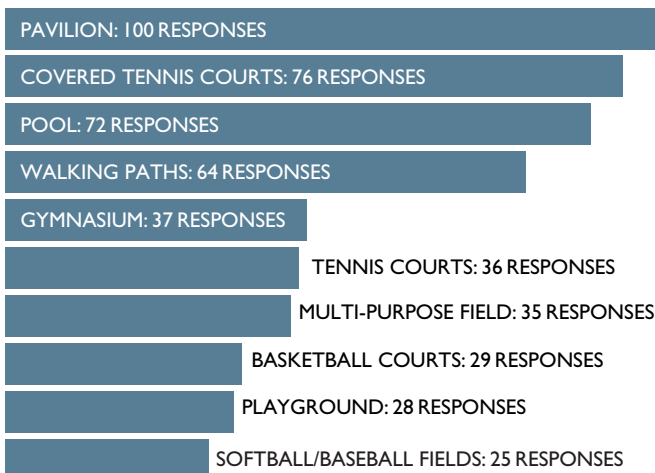 PAVILION: 100 RESPONSES
COVERED TENNIS COURTS: 76 RESPONSES
POOL: 72 RESPONSES
WALKING PATHS: 64 RESPONSES
GYMNASIUM: 37 RESPONSES
TENNIS COURTS: 36 RESPONSES
MULTI-PURPOSE FIELD: 35 RESPONSES
BASKETBALL COURTS: 29 RESPONSES
PLAYGROUND: 28 RESPONSES
SOFTBALL/BASEBALL FIELDS: 25 RESPONSES